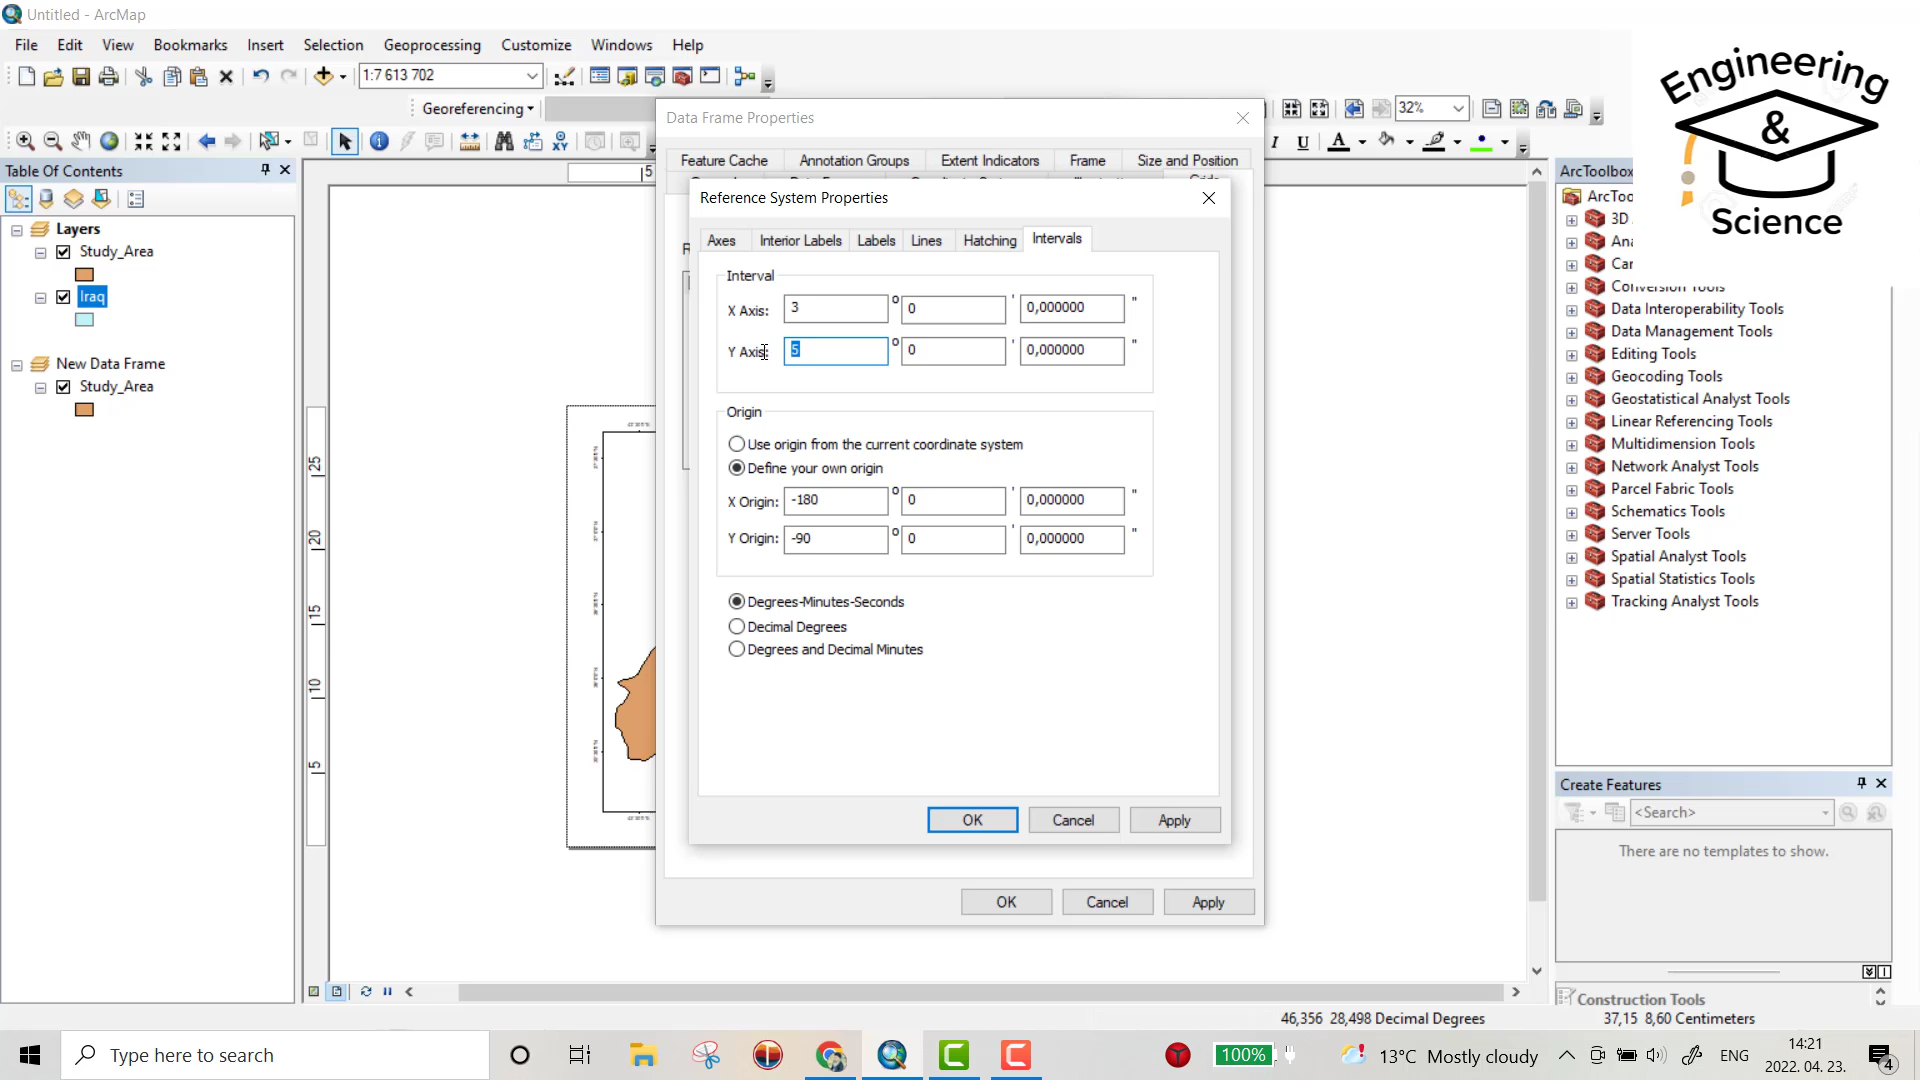 Untitled - ArcMap
File Edit View Bookmarks Insert Selection Geoprocessing Customize Windows Help
1:7 613 702
Georeferencing
32%
Table Of Contents
Layers
Study_Area
Iraq
New Data Frame
Study_Area
Data Frame Properties
Feature Cache Annotation Groups Extent Indicators Frame Size and Position
Reference System Properties
Axes Interior Labels Labels Lines Hatching Intervals
Interval
X Axis: 3 ° 0 ' 0,000000 "
Y Axis: 5 ° 0 ' 0,000000 "
Origin
Use origin from the current coordinate system
Define your own origin
X Origin: -180 ° 0 ' 0,000000 "
Y Origin: -90 ° 0 ' 0,000000 "
Degrees-Minutes-Seconds
Decimal Degrees
Degrees and Decimal Minutes
OK Cancel Apply
OK Cancel Apply
5
25
20
15
10
5
Engineering
&
Science
ArcToolbox
ArcToo
3D
Ana
Car
Conversion Tools
Data Interoperability Tools
Data Management Tools
Editing Tools
Geocoding Tools
Geostatistical Analyst Tools
Linear Referencing Tools
Multidimension Tools
Network Analyst Tools
Parcel Fabric Tools
Schematics Tools
Server Tools
Spatial Analyst Tools
Spatial Statistics Tools
Tracking Analyst Tools
Create Features
<Search>
There are no templates to show.
Construction Tools
46,356 28,498 Decimal Degrees
37,15 8,60 Centimeters
Type here to search
100%
13°C Mostly cloudy
ENG
14:21
2022. 04. 23.
4